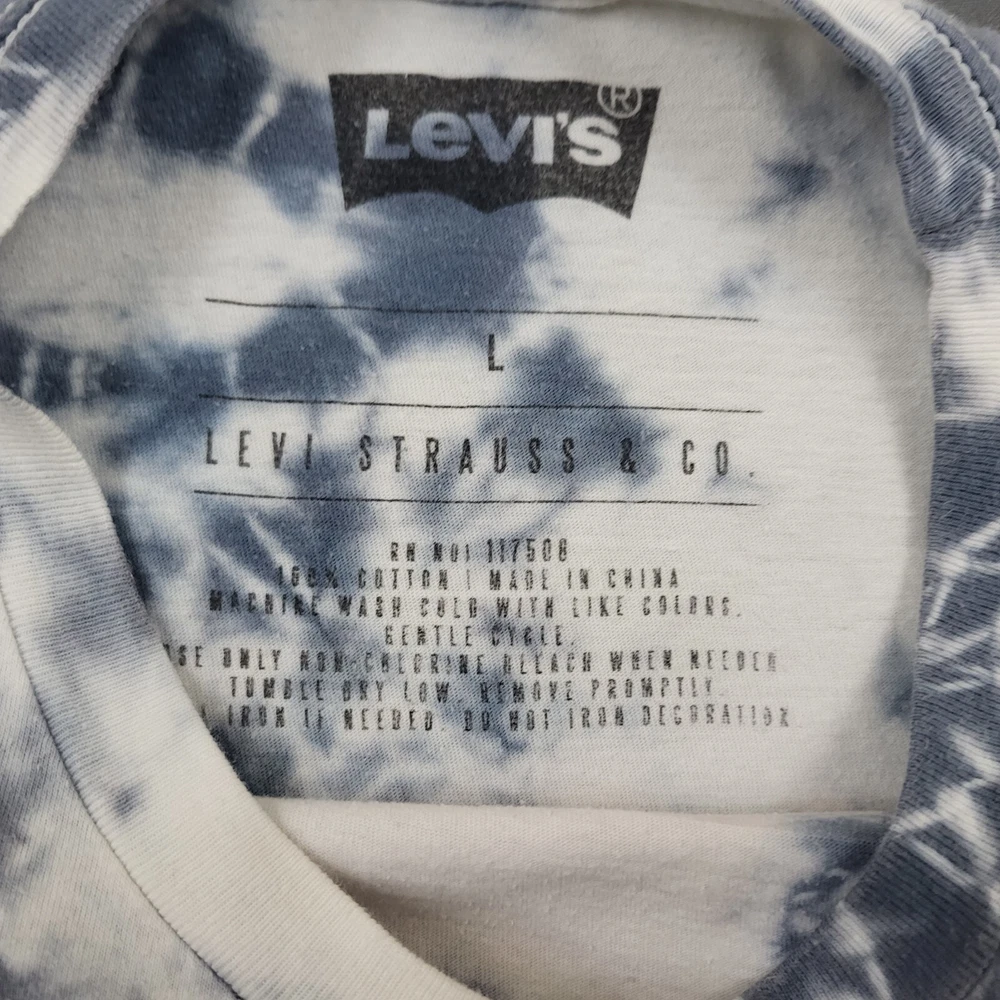 Levi's®
L
LEVI STRAUSS & CO.
RN NO: 117508
100% COTTON | MADE IN CHINA
MACHINE WASH COLD WITH LIKE COLORS.
GENTLE CYCLE.
USE ONLY NON-CHLORINE BLEACH WHEN NEEDED
TUMBLE DRY LOW. REMOVE PROMPTLY.
IRON IF NEEDED. DO NOT IRON DECORATION